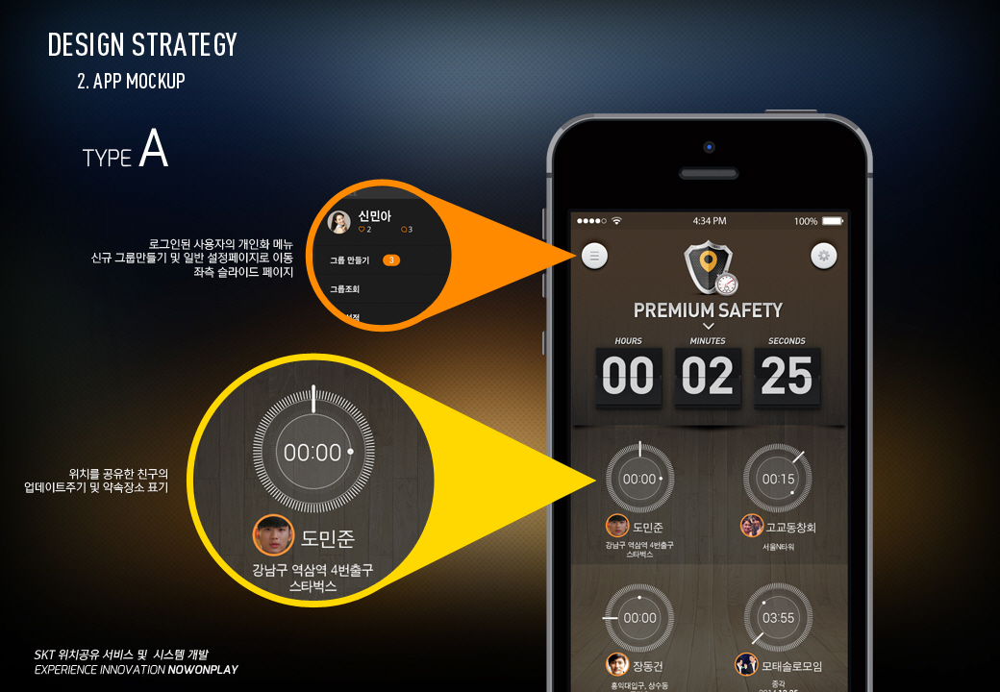 DESIGN STRATEGY
2. APP MOCKUP
TYPE A
로그인된 사용자의 개인화 메뉴
신규 그룹만들기 및 일반 설정페이지로 이동
좌측 슬라이드 페이지
신민아
2 3
그룹 만들기 3
그룹조회
위치를 공유한 친구의
업데이트주기 및 약속장소 표기
00:00
도민준
강남구 역삼역 4번출구
스타벅스
4:34 PM 100%
PREMIUM SAFETY
HOURS MINUTES SECONDS
00 02 25
00:00 00:15
도민준 고교동창회
강남구 역삼역 4번출구 서울N타워
스타벅스
00:00 03:55
장동건 모태솔로모임
홍익대입구, 상수동 종각
SKT 위치공유 서비스 및 시스템 개발
EXPERIENCE INNOVATION NOWONPLAY